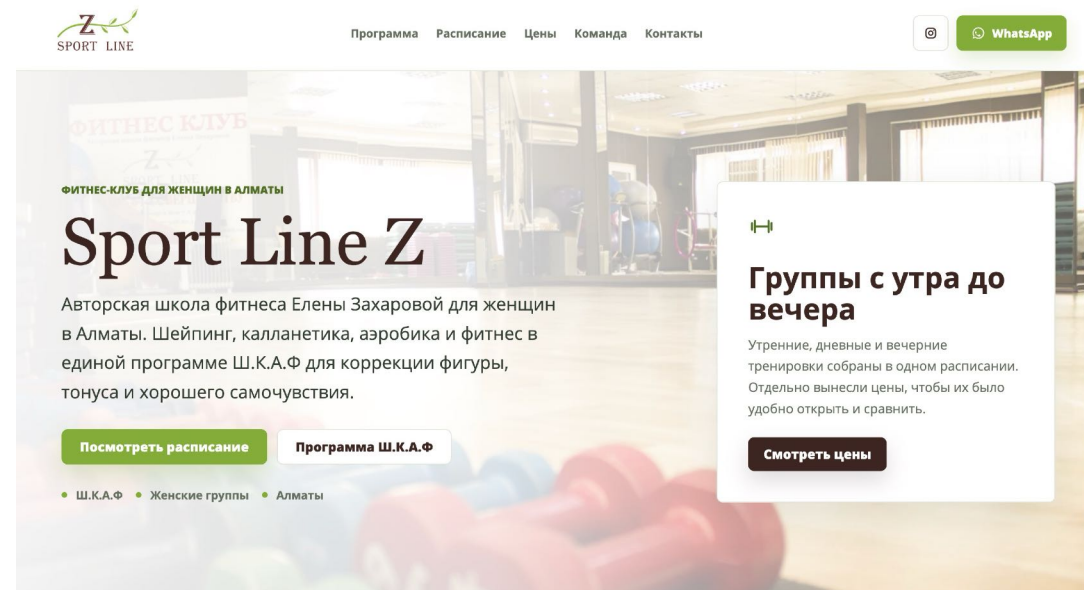 Z
SPORT LINE
Программа Расписание Цены Команда Контакты
WhatsApp
ФИТНЕС КЛУБ
Z
ФИТНЕС-КЛУБ ДЛЯ ЖЕНЩИН В АЛМАТЫ
Sport Line Z
Авторская школа фитнеса Елены Захаровой для женщин
в Алматы. Шейпинг, калланетика, аэробика и фитнес в
единой программе Ш.К.А.Ф для коррекции фигуры,
тонуса и хорошего самочувствия.
Посмотреть расписание Программа Ш.К.А.Ф
Ш.К.А.Ф Женские группы Алматы
Группы с утра до
вечера
Утренние, дневные и вечерние
тренировки собраны в одном расписании.
Отдельно вынесли цены, чтобы их было
удобно открыть и сравнить.
Смотреть цены